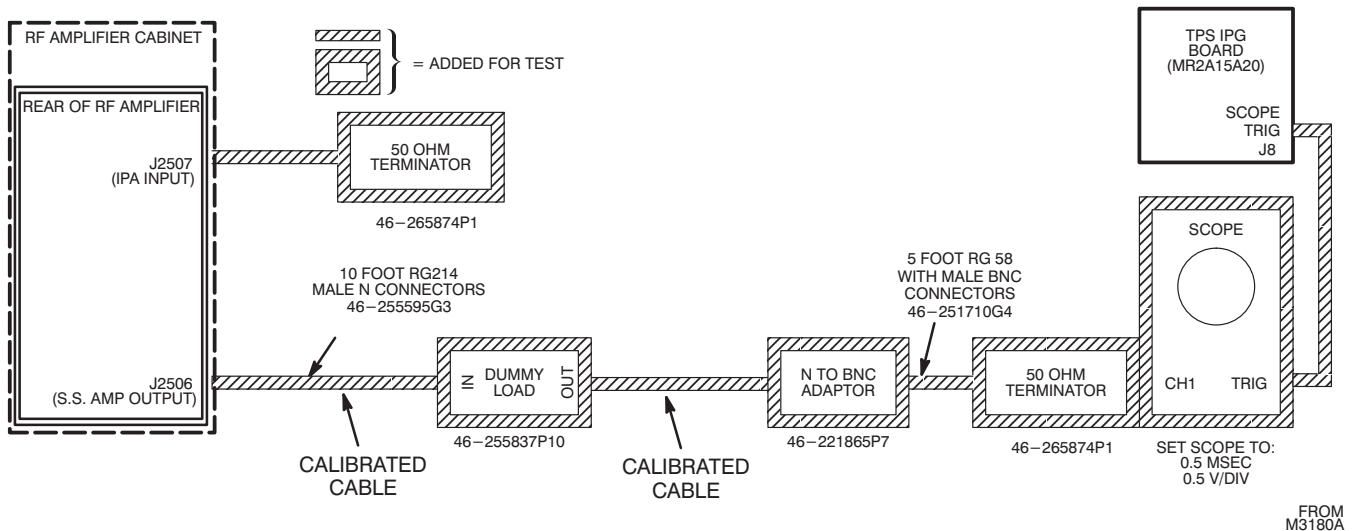 RF AMPLIFIER CABINET
REAR OF RF AMPLIFIER
J2507
(IPA INPUT)
J2506
(S.S. AMP OUTPUT)
= ADDED FOR TEST
50 OHM
TERMINATOR
46−265874P1
10 FOOT RG214
MALE N CONNECTORS
46−255595G3
IN
DUMMY
LOAD
OUT
46−255837P10
CALIBRATED
CABLE
CALIBRATED
CABLE
N TO BNC
ADAPTOR
46−221865P7
5 FOOT RG 58
WITH MALE BNC
CONNECTORS
46−251710G4
50 OHM
TERMINATOR
46−265874P1
TPS IPG
BOARD
(MR2A15A20)
SCOPE
TRIG
J8
SCOPE
CH1 TRIG
SET SCOPE TO:
0.5 MSEC
0.5 V/DIV
FROM
M3180A